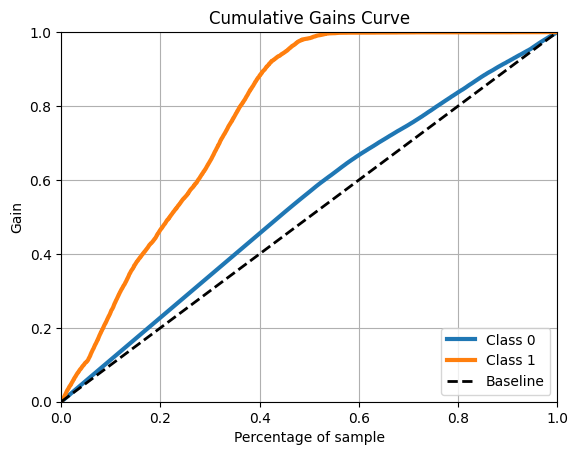 Cumulative Gains Curve
1.0
0.8
0.6
0.4
0.2
0.0
Gain
0.0 0.2 0.4 0.6 0.8 1.0
Percentage of sample
Class 0
Class 1
Baseline